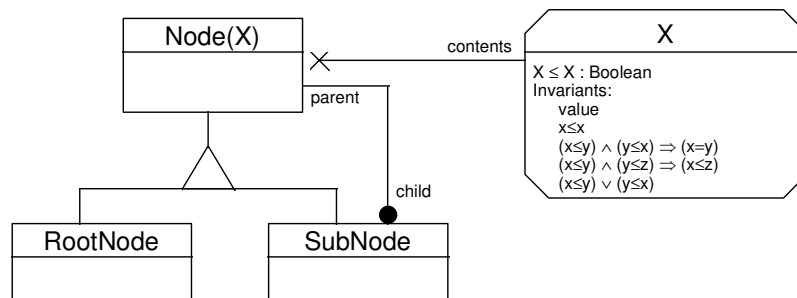 Node(X)
contents
X
parent
X ≤ X : Boolean
Invariants:
value
x≤x
(x≤y) ∧ (y≤x) ⇒ (x=y)
(x≤y) ∧ (y≤z) ⇒ (x≤z)
(x≤y) ∨ (y≤x)
child
RootNode
SubNode